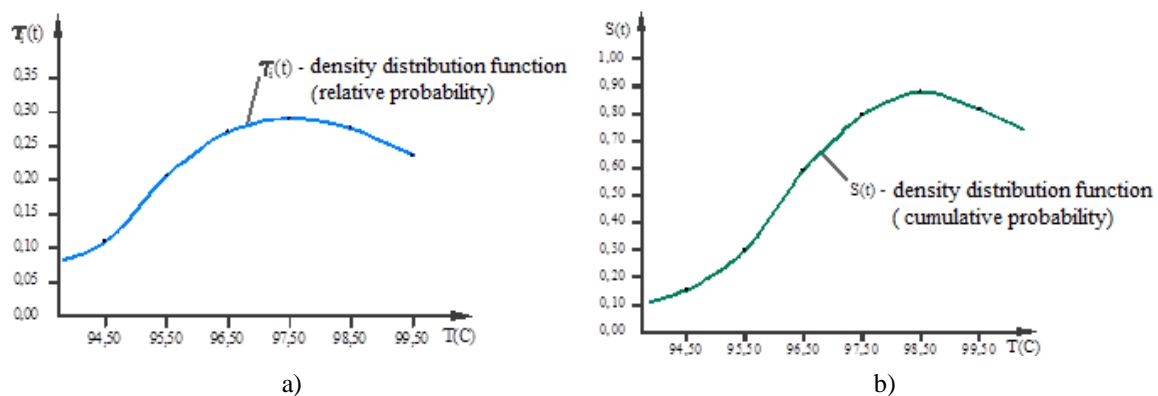 𝜏ᵢ(t)
0,35
0,30
0,25
0,20
0,15
0,10
0,05
0,00
94,50 95,50 96,50 97,50 98,50 99,50 T(C)
𝜏ᵢ(t) - density distribution function
(relative probability)
a)
S(t)
1,00
0,90
0,80
0,70
0,60
0,50
0,40
0,30
0,20
0,10
0,00
94,50 95,50 96,50 97,50 98,50 99,50 T(C)
S(t) - density distribution function
( cumulative probability)
b)